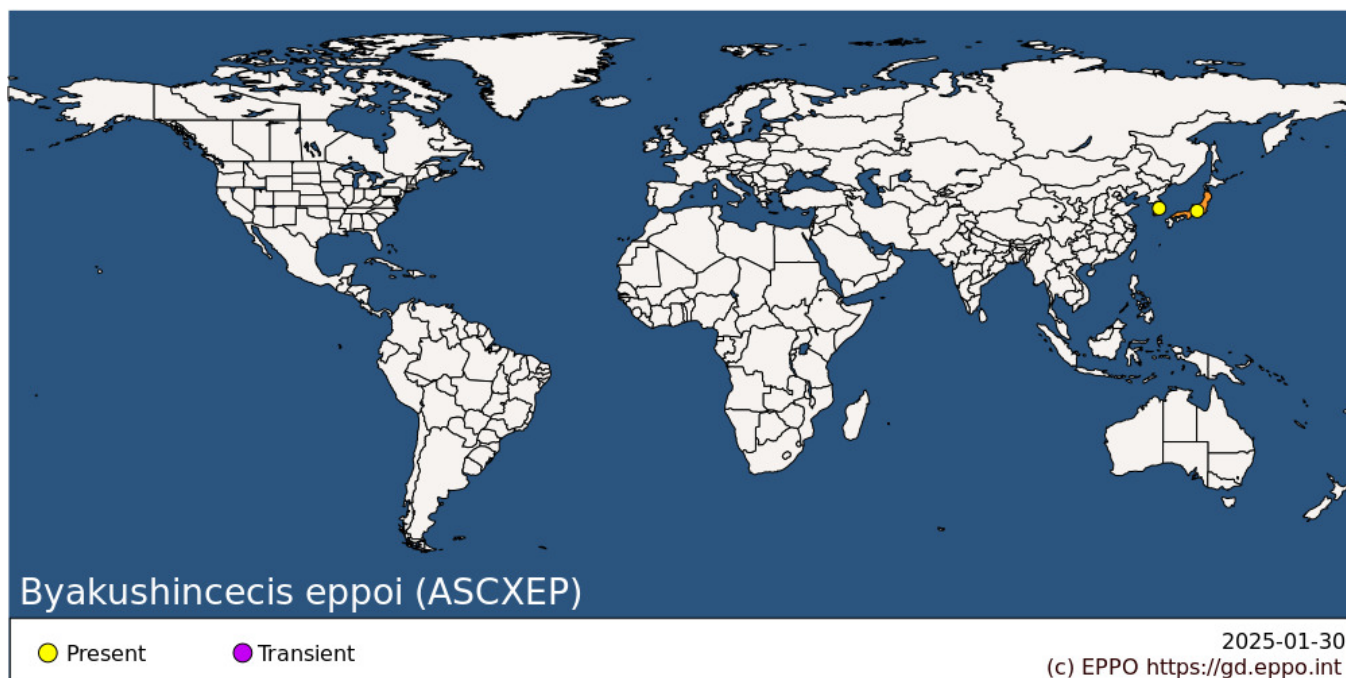 Byakushincecis eppoi (ASCXEP)
Present
Transient
2025-01-30
(c) EPPO https://gd.eppo.int